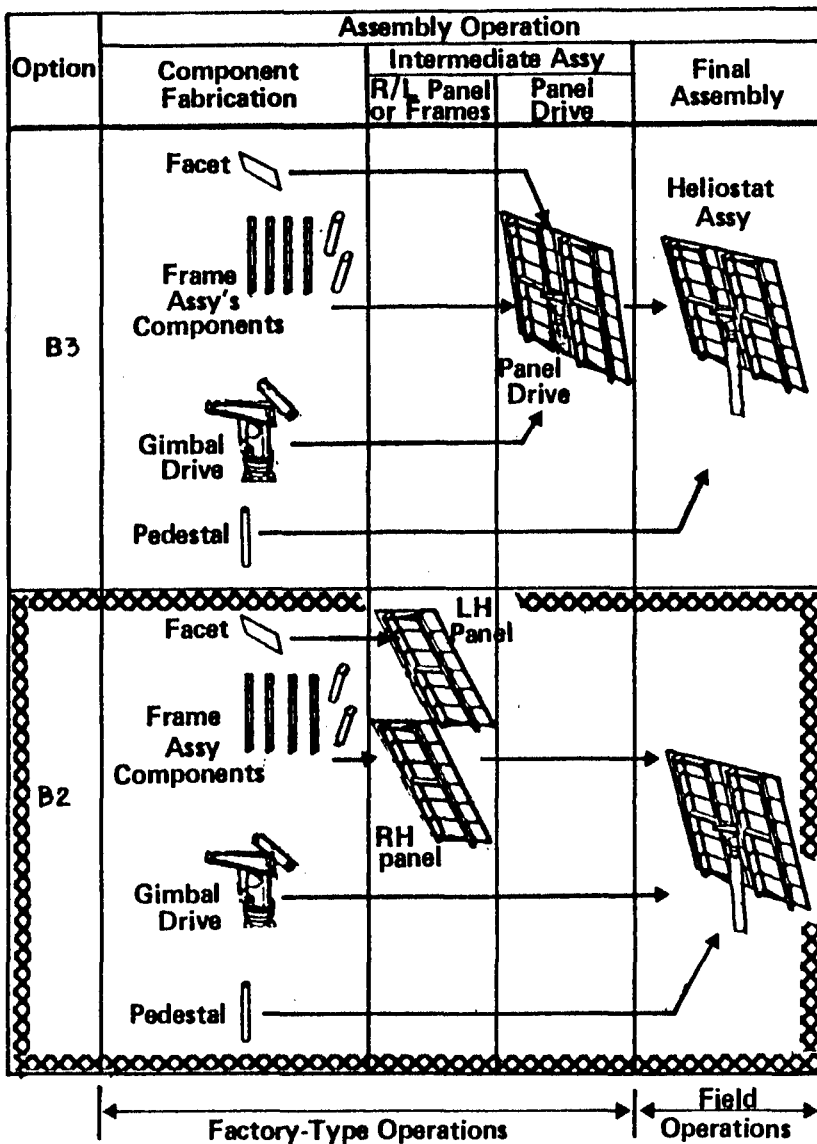 Assembly Operation
Option
Component
Fabrication
Intermediate Assy
R/L Panel
or Frames
Panel
Drive
Final
Assembly
B3
Facet
Frame
Assy's
Components
Gimbal
Drive
Pedestal
Panel
Drive
Heliostat
Assy
B2
Facet
Frame
Assy
Components
Gimbal
Drive
Pedestal
LH
Panel
RH
panel
Factory-Type Operations
Field
Operations